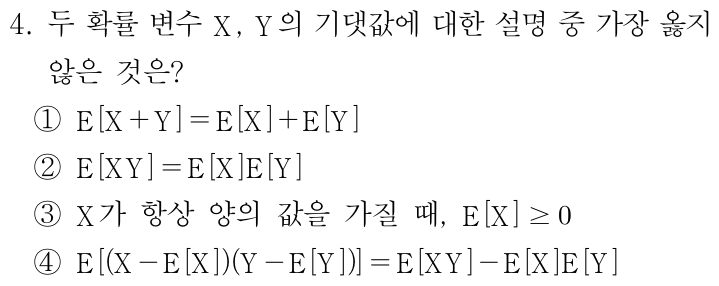 4. 두 확률 변수 X, Y의 기댓값에 대한 설명 중 가장 옳지
않은 것은?
① E[X+Y]=E[X]+E[Y]
② E[XY]=E[X]E[Y]
③ X가 항상 양의 값을 가질 때, E[X]≥0
④ E[(X-E[X])(Y-E[Y])]=E[XY]-E[X]E[Y]